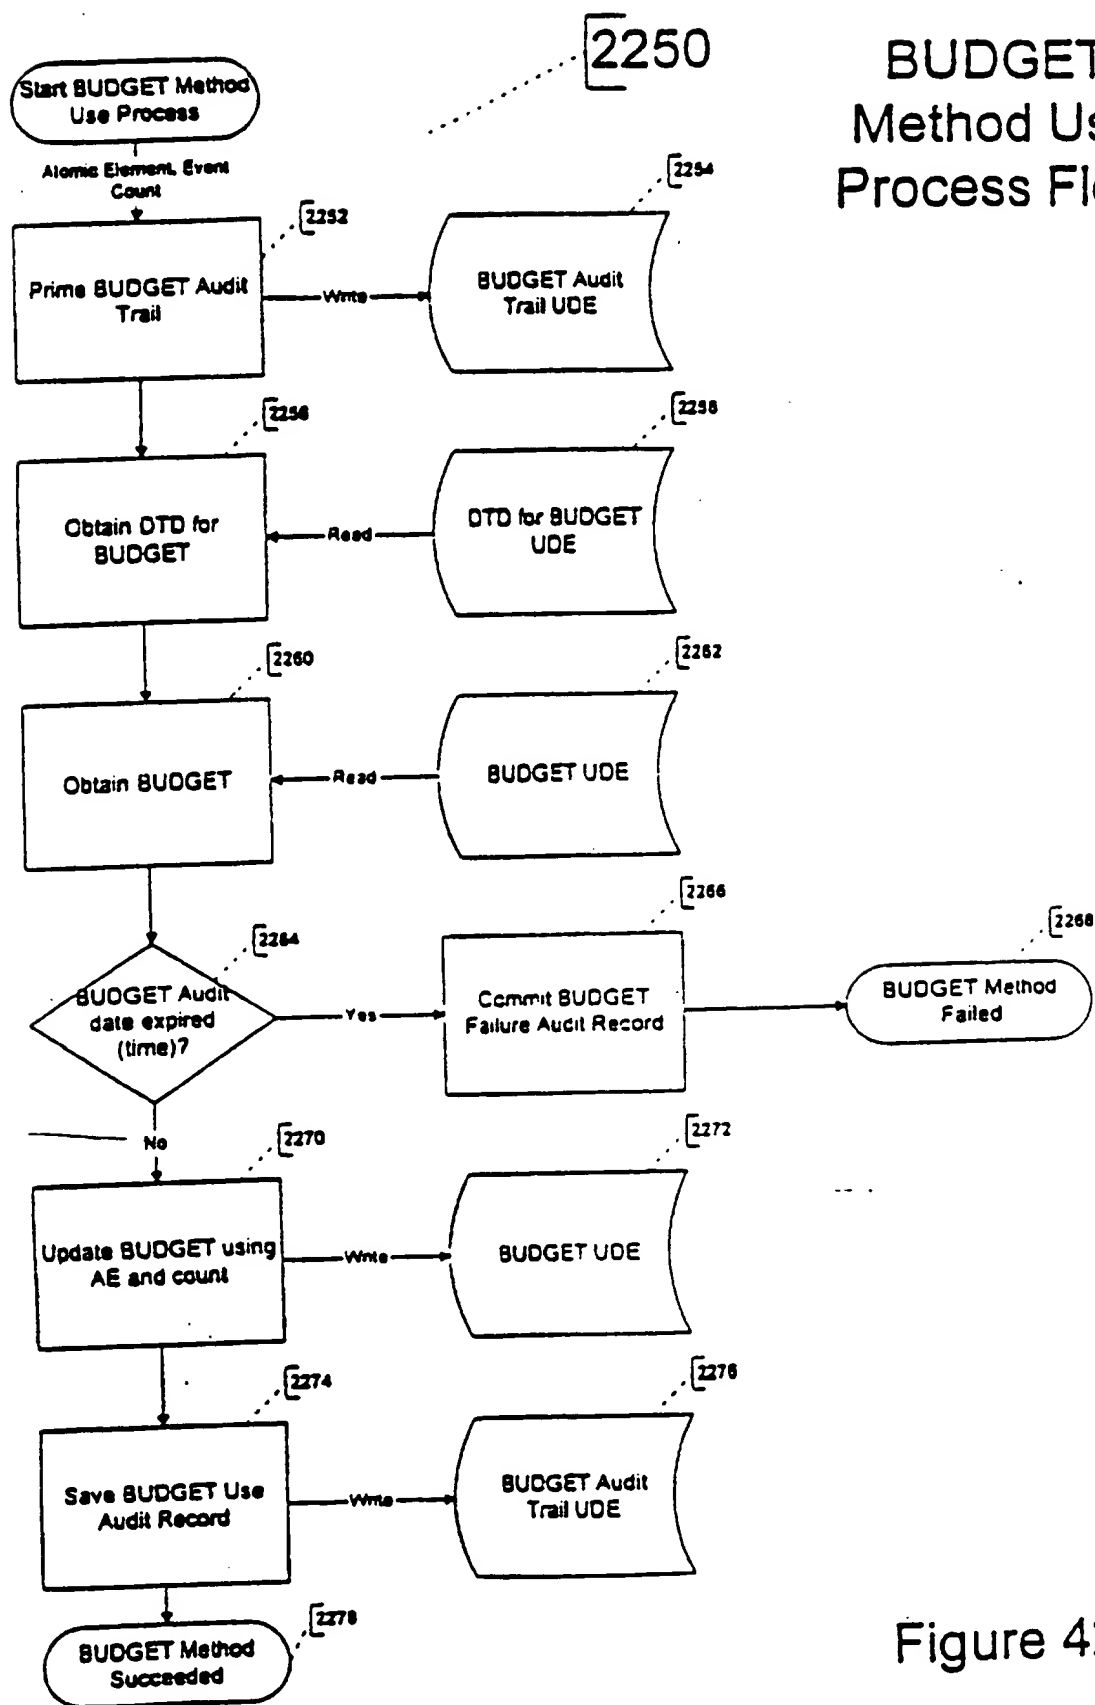 2250
BUDGET
Method Us
Process Flo
Start BUDGET Method
Use Process
Atomic Element, Event
Count
2252
Prime BUDGET Audit
Trail
Write
2254
BUDGET Audit
Trail UDE
2256
Obtain DTD for
BUDGET
Read
2258
DTD for BUDGET
UDE
2260
Obtain BUDGET
Read
2262
BUDGET UDE
2264
BUDGET Audit
date expired
(time)?
Yes
2266
Commit BUDGET
Failure Audit Record
2268
BUDGET Method
Failed
No
2270
Update BUDGET using
AE and count
Write
2272
BUDGET UDE
2274
Save BUDGET Use
Audit Record
Write
2276
BUDGET Audit
Trail UDE
2278
BUDGET Method
Succeeded
Figure 4